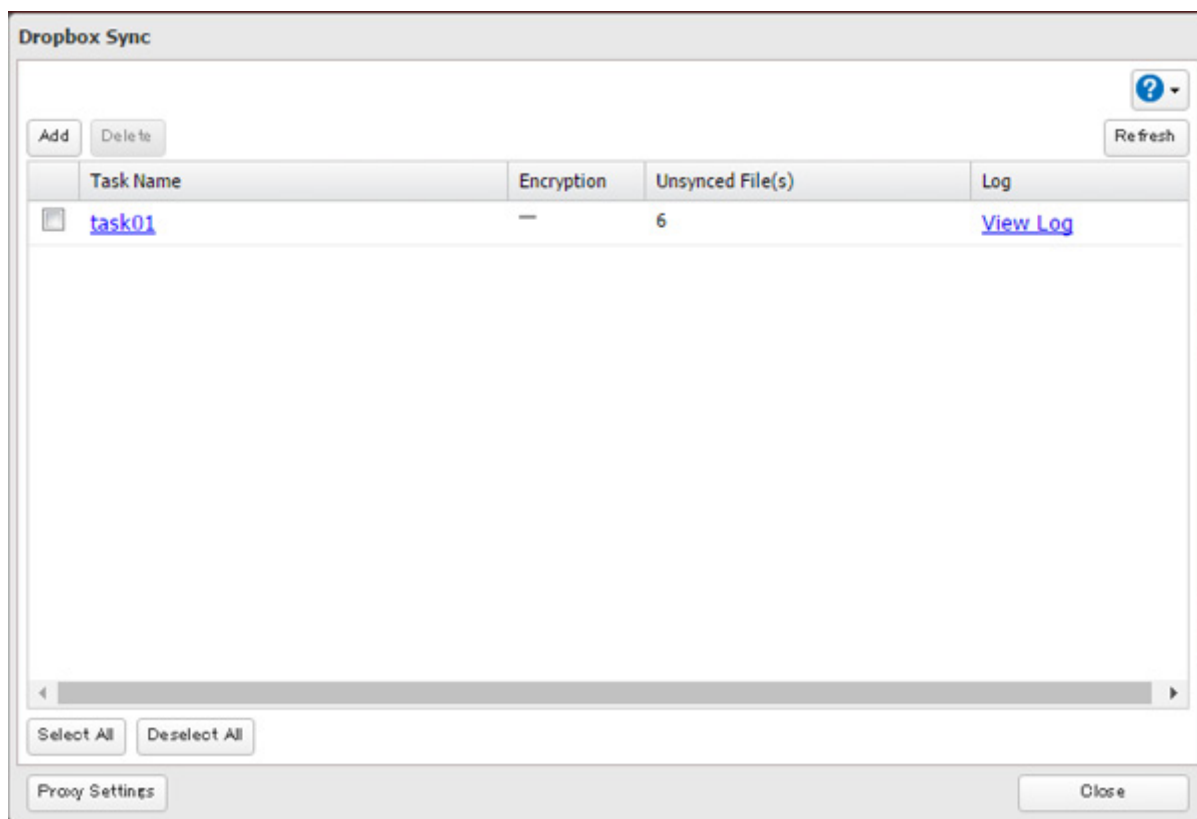 Dropbox Sync
?
Add Delete Refresh
Task Name Encryption Unsynced File(s) Log
task01 — 6 View Log
Select All Deselect All
Proxy Settings Close